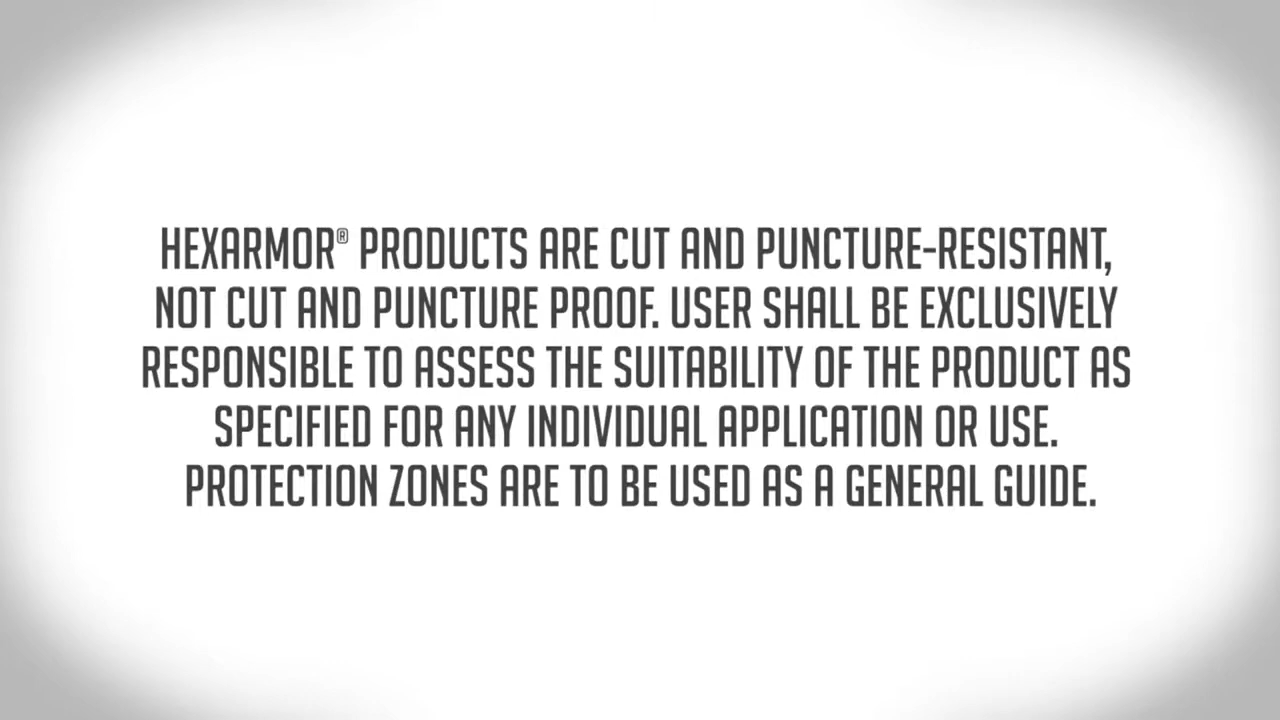 HEXARMOR® PRODUCTS ARE CUT AND PUNCTURE-RESISTANT,
NOT CUT AND PUNCTURE PROOF. USER SHALL BE EXCLUSIVELY
RESPONSIBLE TO ASSESS THE SUITABILITY OF THE PRODUCT AS
SPECIFIED FOR ANY INDIVIDUAL APPLICATION OR USE.
PROTECTION ZONES ARE TO BE USED AS A GENERAL GUIDE.